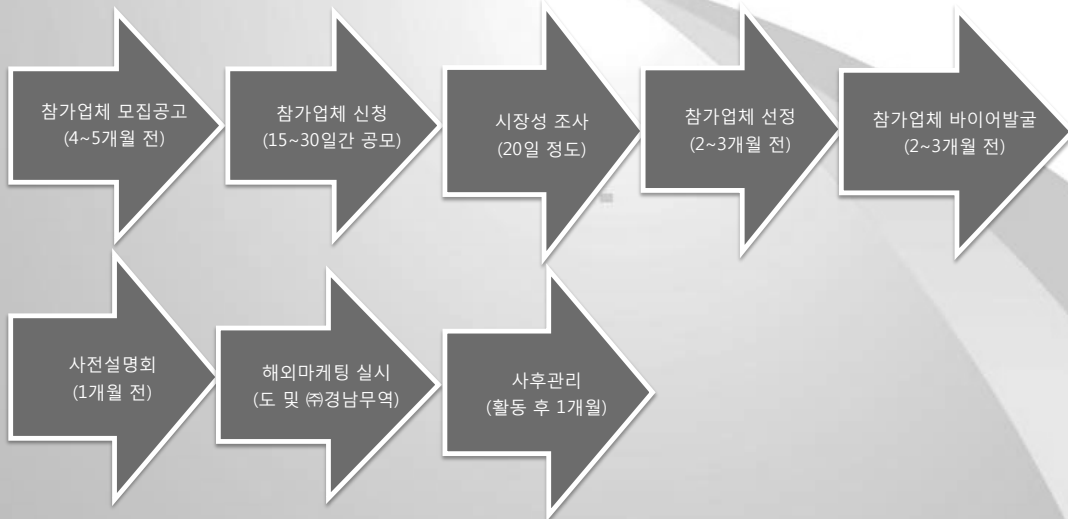 참가업체 모집공고
(4~5개월 전)
참가업체 신청
(15~30일간 공모)
시장성 조사
(20일 정도)
참가업체 선정
(2~3개월 전)
참가업체 바이어발굴
(2~3개월 전)
사전설명회
(1개월 전)
해외마케팅 실시
(도 및 ㈜경남무역)
사후관리
(활동 후 1개월)